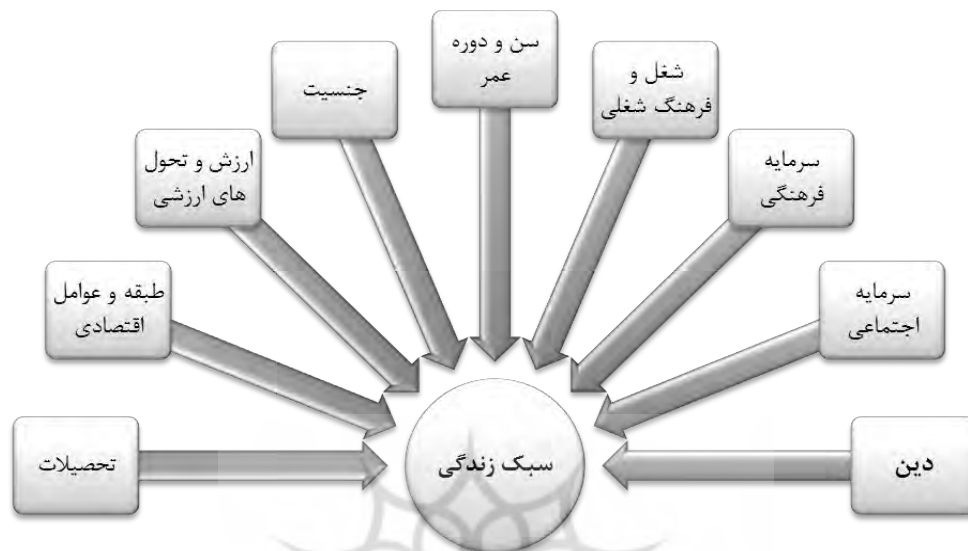 سن و دوره
عمر
شغل و
فرهنگ شغلی
جنسیت
سرمایه
فرهنگی
ارزش و تحول
های ارزشی
سرمایه
اجتماعی
طبقه و عوامل
اقتصادی
دین
سبک زندگی
تحصیلات